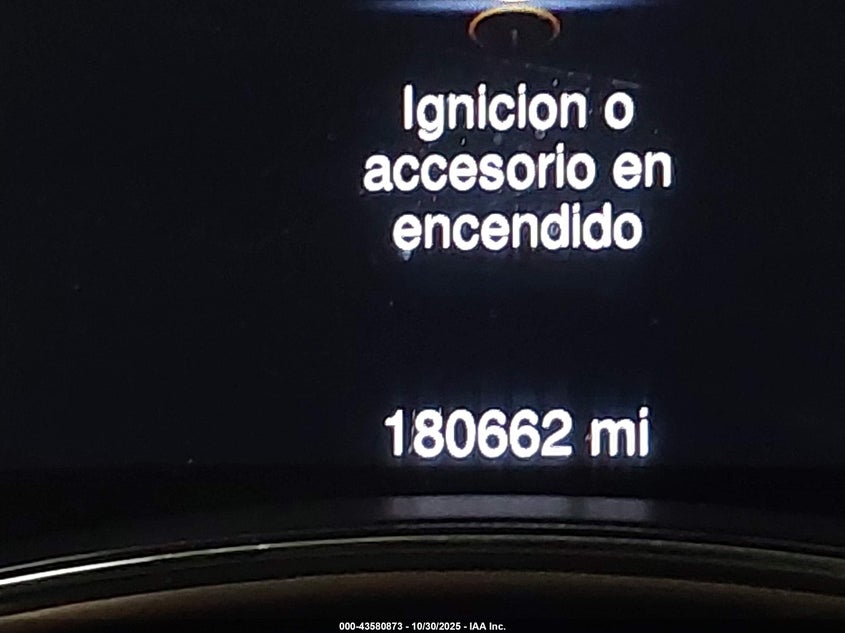 Ignicion o
accesorio en
encendido
180662 mi
000-43580873 - 10/30/2025 - IAA Inc.